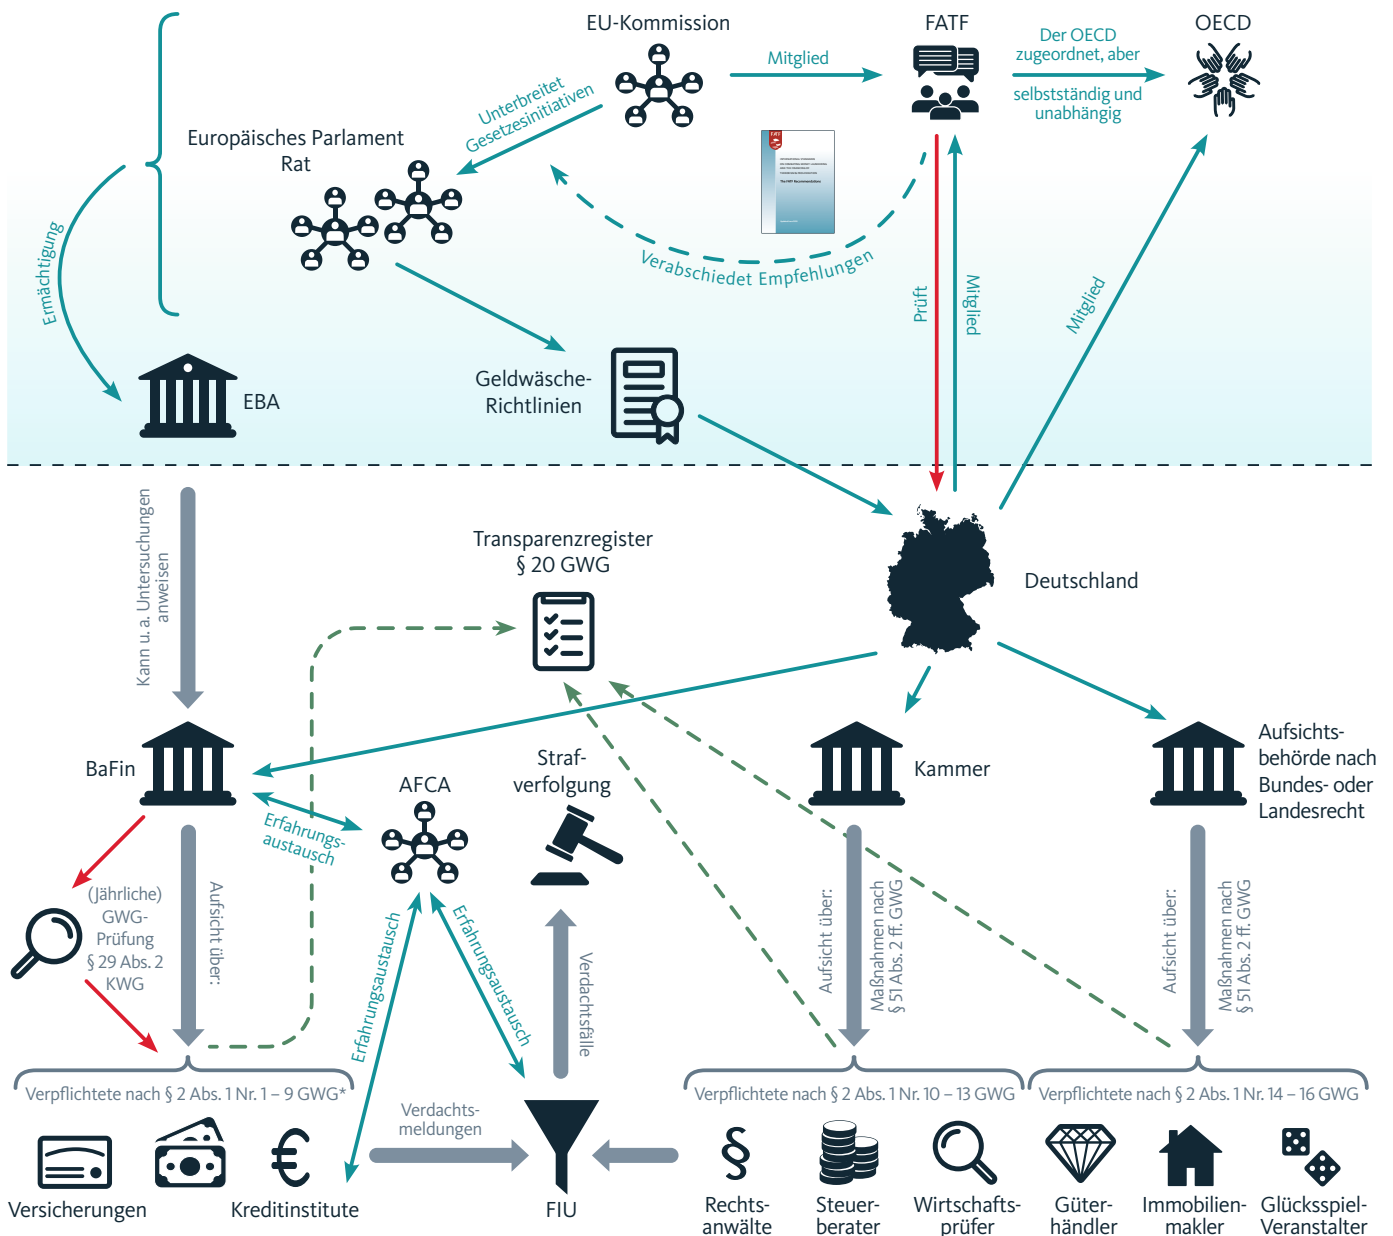 EU-Kommission
FATF
OECD
Mitglied
Der OECD
zugeordnet, aber
selbstständig und
unabhängig
Unterbreitet
Gesetzesinitiativen
Europäisches Parlament
Rat
The FATF Recommendations
Verabschiedet Empfehlungen
Ermächtigung
Prüft
Mitglied
Mitglied
EBA
Geldwäsche-
Richtlinien
Kann u. a. Untersuchungen
anweisen
Transparenzregister
§ 20 GWG
Deutschland
BaFin
AFCA
Straf-
verfolgung
Kammer
Aufsichts-
behörde nach
Bundes- oder
Landesrecht
Erfahrungs-
austausch
(Jährliche)
GWG-
Prüfung
§ 29 Abs. 2
KWG
Aufsicht über:
Erfahrungsaustausch
Erfahrungsaustausch
Verdachtsfälle
Aufsicht über:
Maßnahmen nach
§ 51 Abs. 2 ff. GWG
Aufsicht über:
Maßnahmen nach
§ 51 Abs. 2 ff. GWG
Verpflichtete nach § 2 Abs. 1 Nr. 1 – 9 GWG*
Verpflichtete nach § 2 Abs. 1 Nr. 10 – 13 GWG
Verpflichtete nach § 2 Abs. 1 Nr. 14 – 16 GWG
Verdachts-
meldungen
Versicherungen
Kreditinstitute
FIU
Rechts-
anwälte
Steuer-
berater
Wirtschafts-
prüfer
Güter-
händler
Immobilien-
makler
Glücksspiel-
Veranstalter